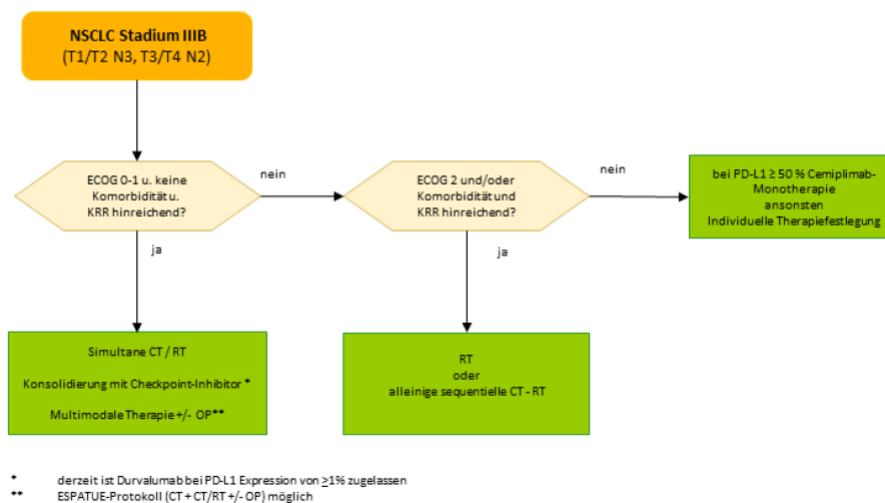 NSCLC Stadium IIIB
(T1/T2 N3, T3/T4 N2)
ECOG 0-1 u. keine
Komorbidität u.
KRR hinreichend?
nein
ECOG 2 und/oder
Komorbidität und
KRR hinreichend?
nein
bei PD-L1 ≥ 50 % Cemiplimab-
Monotherapie
ansonsten
Individuelle Therapiefestlegung
ja
ja
Simultane CT / RT
Konsolidierung mit Checkpoint-Inhibitor *
Multimodale Therapie +/- OP**
RT
oder
alleinige sequentielle CT - RT
* derzeit ist Durvalumab bei PD-L1 Expression von ≥1% zugelassen
** ESPATUE-Protokoll (CT + CT/RT +/- OP) möglich